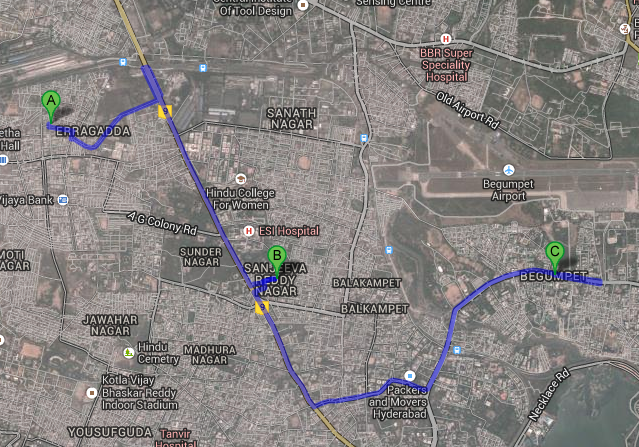 Central Institute
Of Tool Design
Sensing Centre
BBR Super
Speciality
Hospital
Old Airport Rd
A
ERRAGADDA
etha
Hall
SANATH
NAGAR
Begumpet
Airport
Vijaya Bank
Hindu College
For Women
A G Colony Rd
ESI Hospital
MOTI
NAGAR
SUNDER
NAGAR
B
SANJEEVA
REDDY
NAGAR
C
BEGUMPET
BALAKAMPET
BALKAMPET
JAWAHAR
NAGAR
MADHURA
NAGAR
Hindu
Cemetry
Kotla Vijay
Bhaskar Reddy
Indoor Stadium
Packers
and Movers
Hyderabad
Necklace Rd
YOUSUFGUDA
Tanvir
Hospital